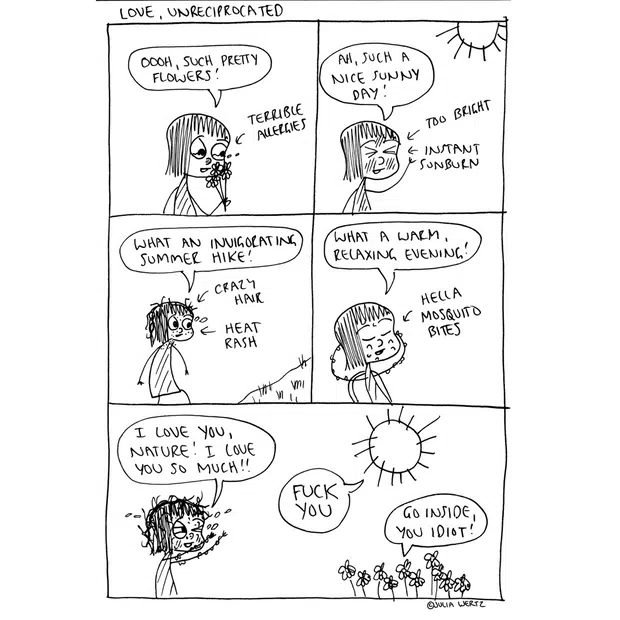 LOVE, UNRECIPROCATED
OOOH, SUCH PRETTY
FLOWERS!
TERRIBLE
ALLERGIES
AH, SUCH A
NICE SUNNY
DAY!
TOO BRIGHT
INSTANT
SUNBURN
WHAT AN INVIGORATING
SUMMER HIKE!
CRAZY
HAIR
HEAT
RASH
WHAT A WARM,
RELAXING EVENING!
HELLA
MOSQUITO
BITES
I LOVE YOU,
NATURE! I LOVE
YOU SO MUCH!!
FUCK
YOU
GO INSIDE,
YOU IDIOT!
©JULIA WERTZ